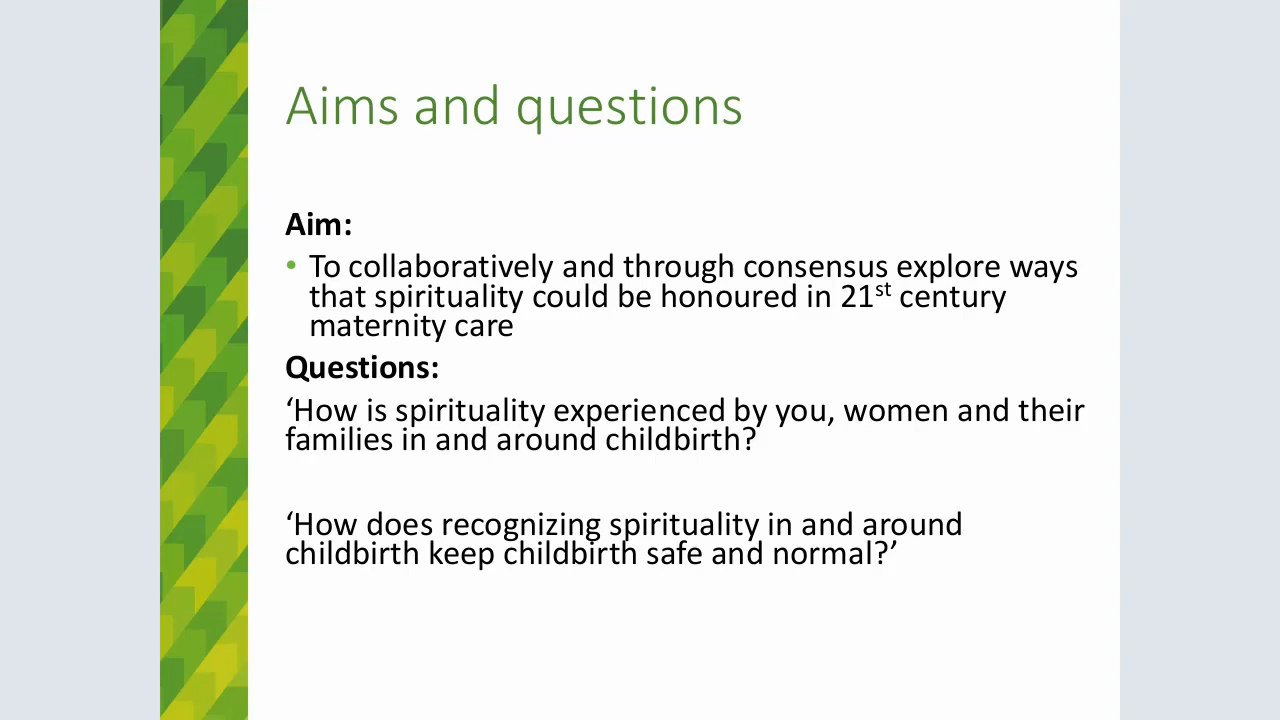 Aims and questions
Aim:
• To collaboratively and through consensus explore ways
that spirituality could be honoured in 21st century
maternity care
Questions:
‘How is spirituality experienced by you, women and their
families in and around childbirth?
‘How does recognizing spirituality in and around
childbirth keep childbirth safe and normal?’